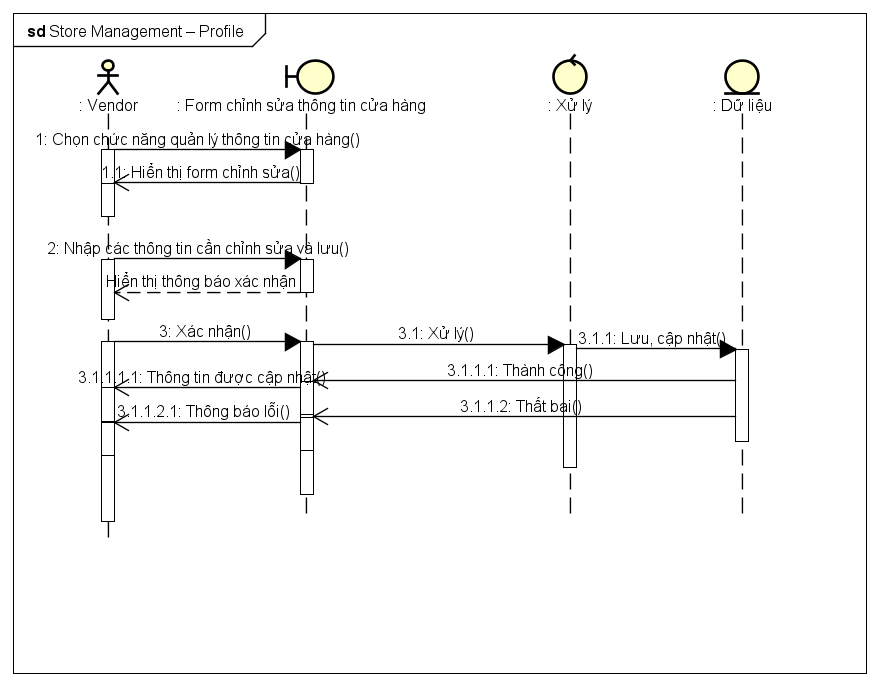 sd Store Management – Profile
: Vendor
: Form chỉnh sửa thông tin cửa hàng
: Xử lý
: Dữ liệu
1: Chọn chức năng quản lý thông tin cửa hàng()
1.1: Hiển thị form chỉnh sửa()
2: Nhập các thông tin cần chỉnh sửa và lưu()
Hiển thị thông báo xác nhận
3: Xác nhận()
3.1: Xử lý()
3.1.1: Lưu, cập nhật()
3.1.1.1: Thành công()
3.1.1.1.1: Thông tin được cập nhật()
3.1.1.2: Thất bại()
3.1.1.2.1: Thông báo lỗi()